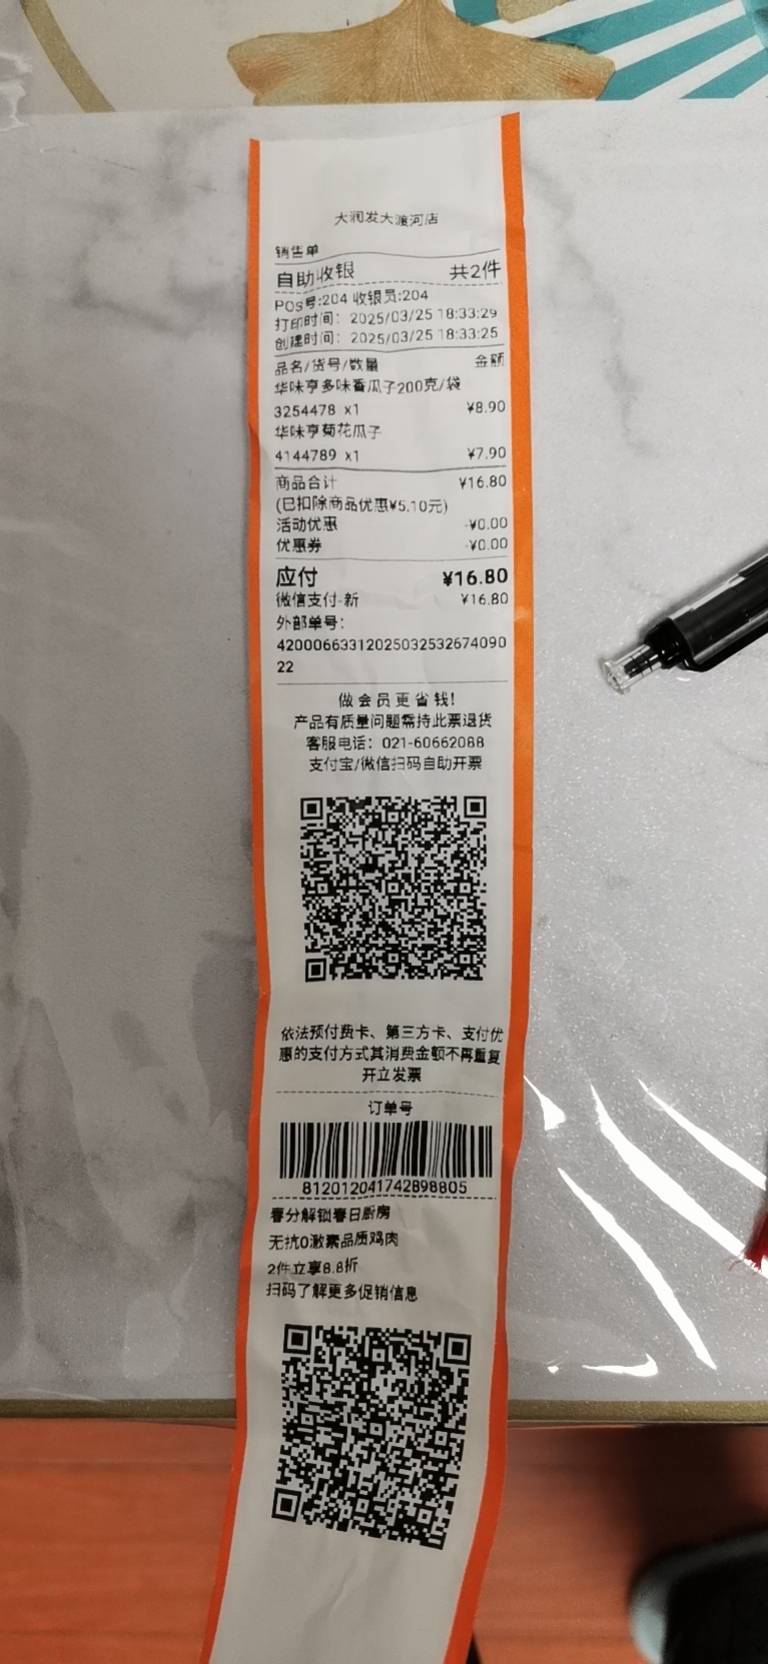 大润发大渡河店
销售单
自助收银 共2件
POS号:204 收银员:204
打印时间： 2025/03/25 18:33:29
创建时间： 2025/03/25 18:33:25
品名/货号/数量 金额
华味亨多味香瓜子200克/袋
3254478 x1 ¥8.90
华味亨菊花瓜子
4144789 x1 ¥7.90
商品合计 ¥16.80
(已扣除商品优惠¥5.10元)
活动优惠 -¥0.00
优惠券 -¥0.00
应付 ¥16.80
微信支付-新 ¥16.80
外部单号：
42000663312025032532674090
22
做会员更省钱!
产品有质量问题需持此票退货
客服电话： 021-60662088
支付宝/微信扫码自助开票
依法预付费卡、第三方卡、支付优
惠的支付方式其消费金额不再重复
开立发票
订单号
812012041742898805
春分解锁春日厨房
无抗0激素品质鸡肉
2件立享8.8折
扫码了解更多促销信息